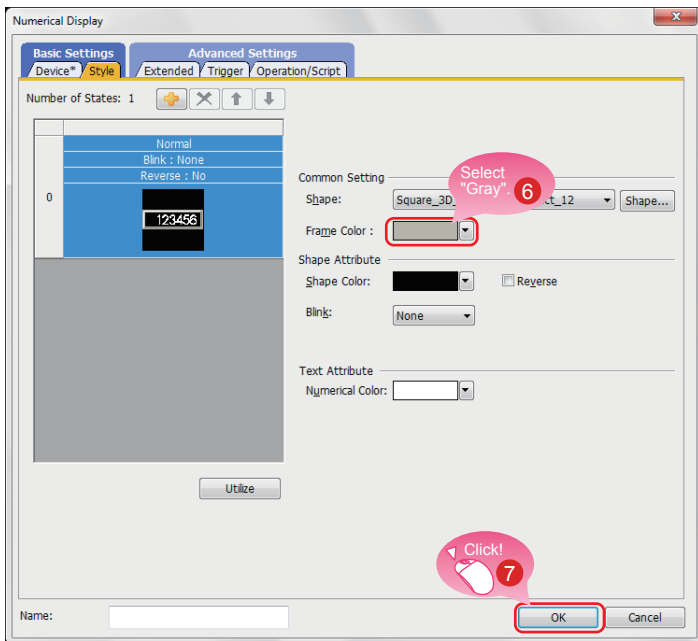 Numerical Display
Basic Settings
Advanced Settings
Device* Style Extended Trigger Operation/Script
Number of States: 1
Normal
Blink : None
Reverse : No
0
123456
Common Setting
Select
"Gray". 6
Shape: Square_3D_ ct_12 Shape...
Frame Color :
Shape Attribute
Shape Color: Reverse
Blink: None
Text Attribute
Numerical Color:
Utilize
Click!
7
Name: OK Cancel